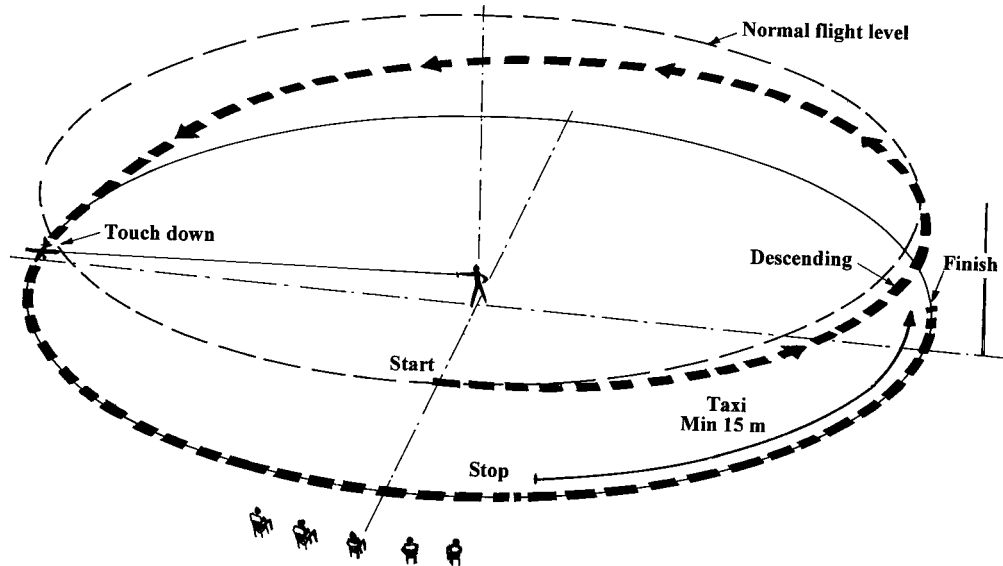 Normal flight level
Touch down
Descending
Finish
Start
Taxi
Min 15 m
Stop